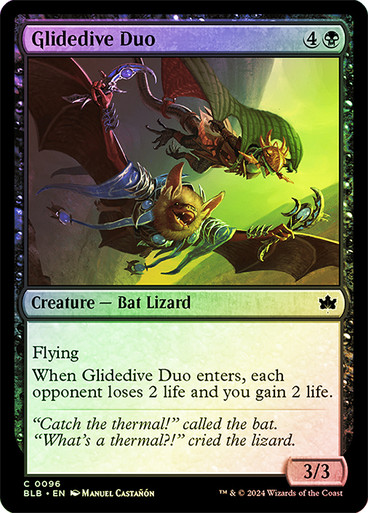 Glidedive Duo 4
Creature — Bat Lizard
Flying
When Glidedive Duo enters, each
opponent loses 2 life and you gain 2 life.
"Catch the thermal!" called the bat.
"What's a thermal?!" cried the lizard.
3/3
C 0096
BLB • EN Manuel Castañón
™ & © 2024 Wizards of the Coast